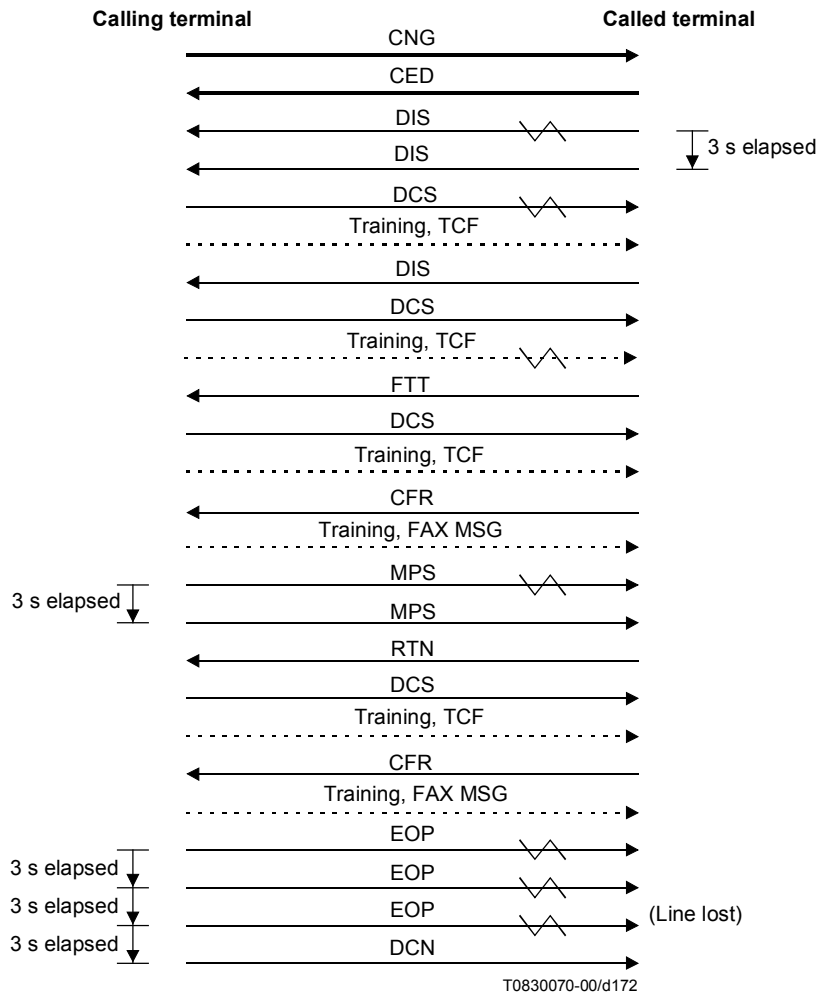 Calling terminal
Called terminal
CNG
CED
DIS
3 s elapsed
DIS
DCS
Training, TCF
DIS
DCS
Training, TCF
FTT
DCS
Training, TCF
CFR
Training, FAX MSG
MPS
3 s elapsed
MPS
RTN
DCS
Training, TCF
CFR
Training, FAX MSG
EOP
3 s elapsed
EOP
3 s elapsed
EOP
(Line lost)
3 s elapsed
DCN
T0830070-00/d172